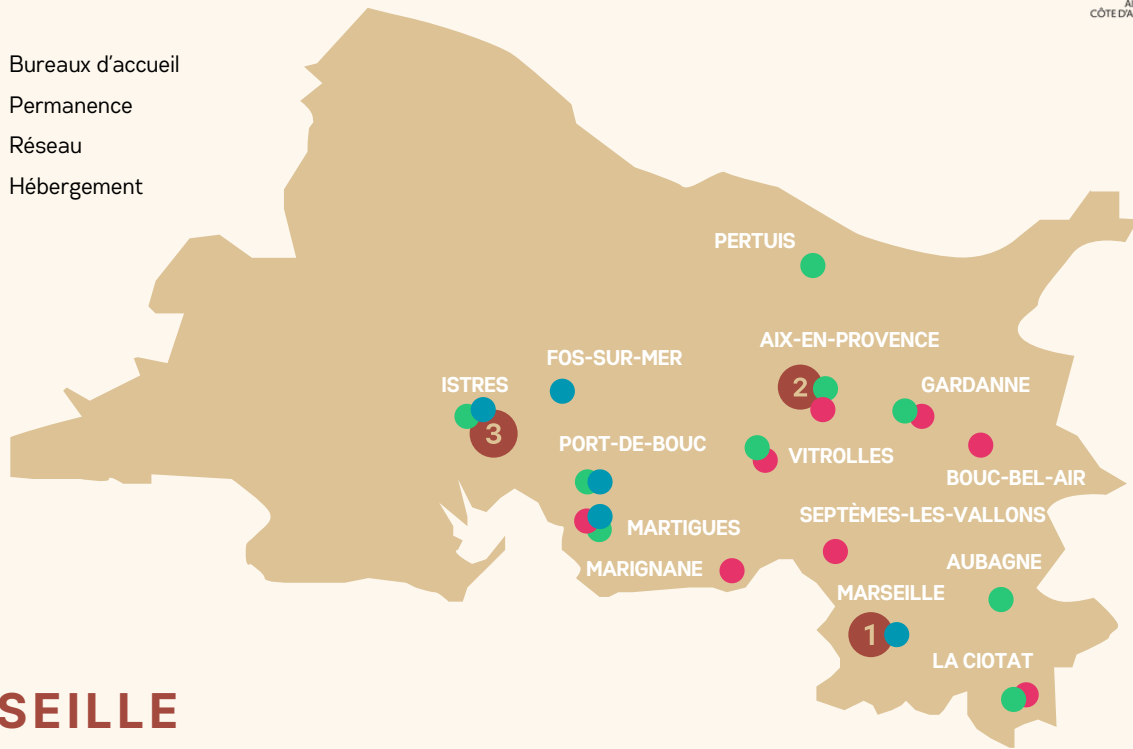 CÔTE D'A
Bureaux d'accueil
Permanence
Réseau
Hébergement
PERTUIS
AIX-EN-PROVENCE
FOS-SUR-MER
ISTRES
2
GARDANNE
3
PORT-DE-BOUC
VITROLLES
BOUC-BEL-AIR
SEPTÈMES-LES-VALLONS
MARTIGUES
AUBAGNE
MARIGNANE
MARSEILLE
1
LA CIOTAT
SEILLE